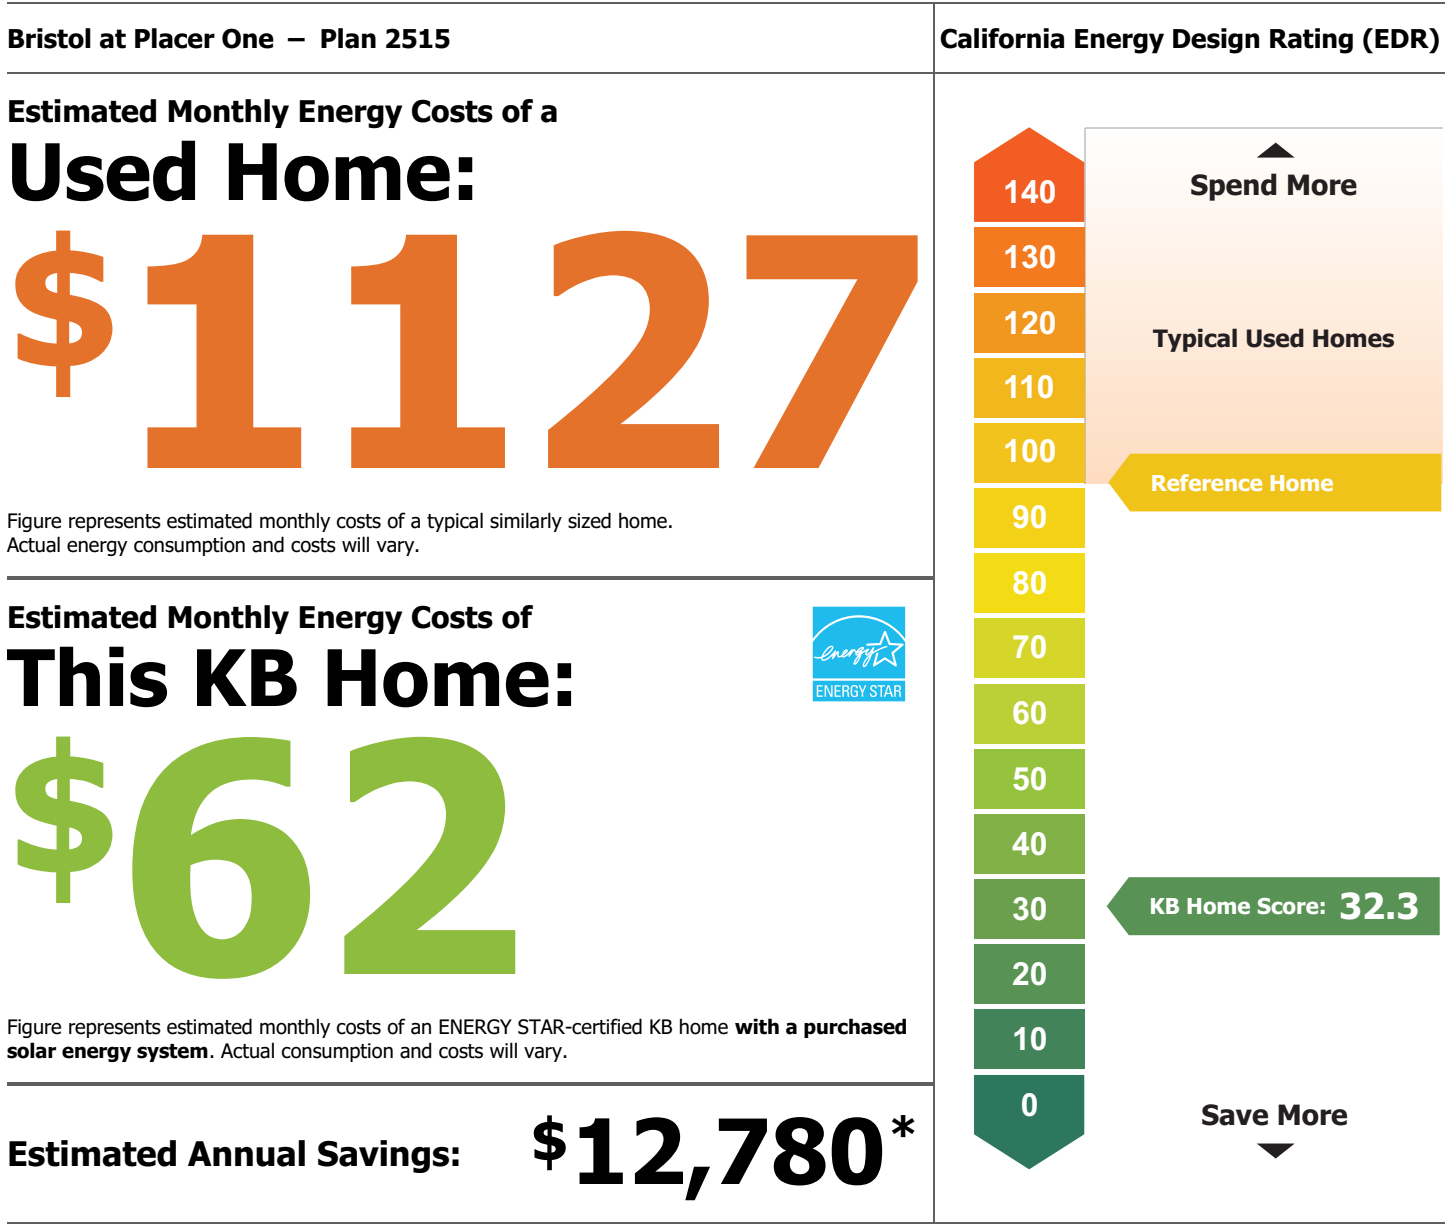 Bristol at Placer One – Plan 2515
Estimated Monthly Energy Costs of a
Used Home:
$1127
Figure represents estimated monthly costs of a typical similarly sized home.
Actual energy consumption and costs will vary.
Estimated Monthly Energy Costs of
This KB Home:
energy
ENERGY STAR
$62
Figure represents estimated monthly costs of an ENERGY STAR-certified KB home with a purchased
solar energy system. Actual consumption and costs will vary.
Estimated Annual Savings: $12,780*
California Energy Design Rating (EDR)
140
Spend More
130
120
Typical Used Homes
110
100
Reference Home
90
80
70
60
50
40
30
KB Home Score: 32.3
20
10
0
Save More